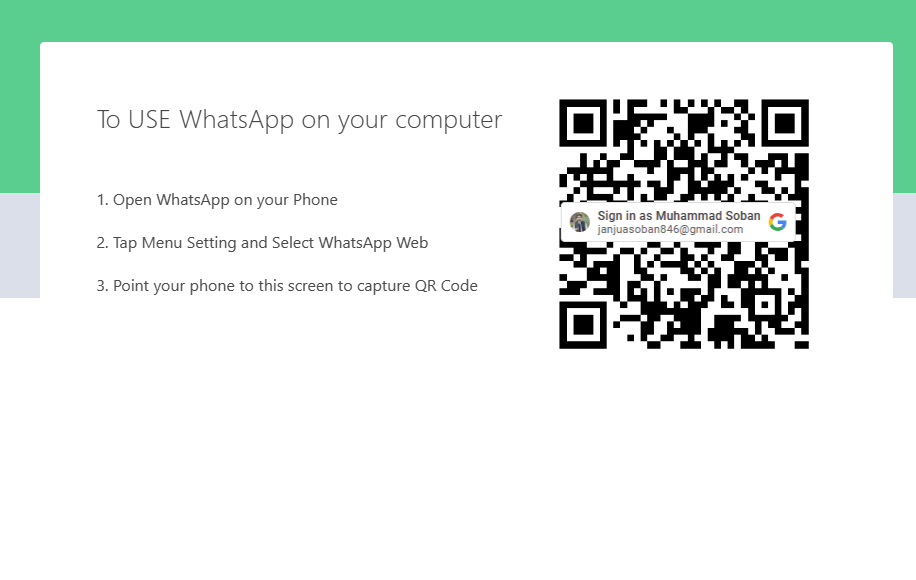 To USE WhatsApp on your computer
1. Open WhatsApp on your Phone
2. Tap Menu Setting and Select WhatsApp Web
3. Point your phone to this screen to capture QR Code
Sign in as Muhammad Soban
janjuasoban846@gmail.com